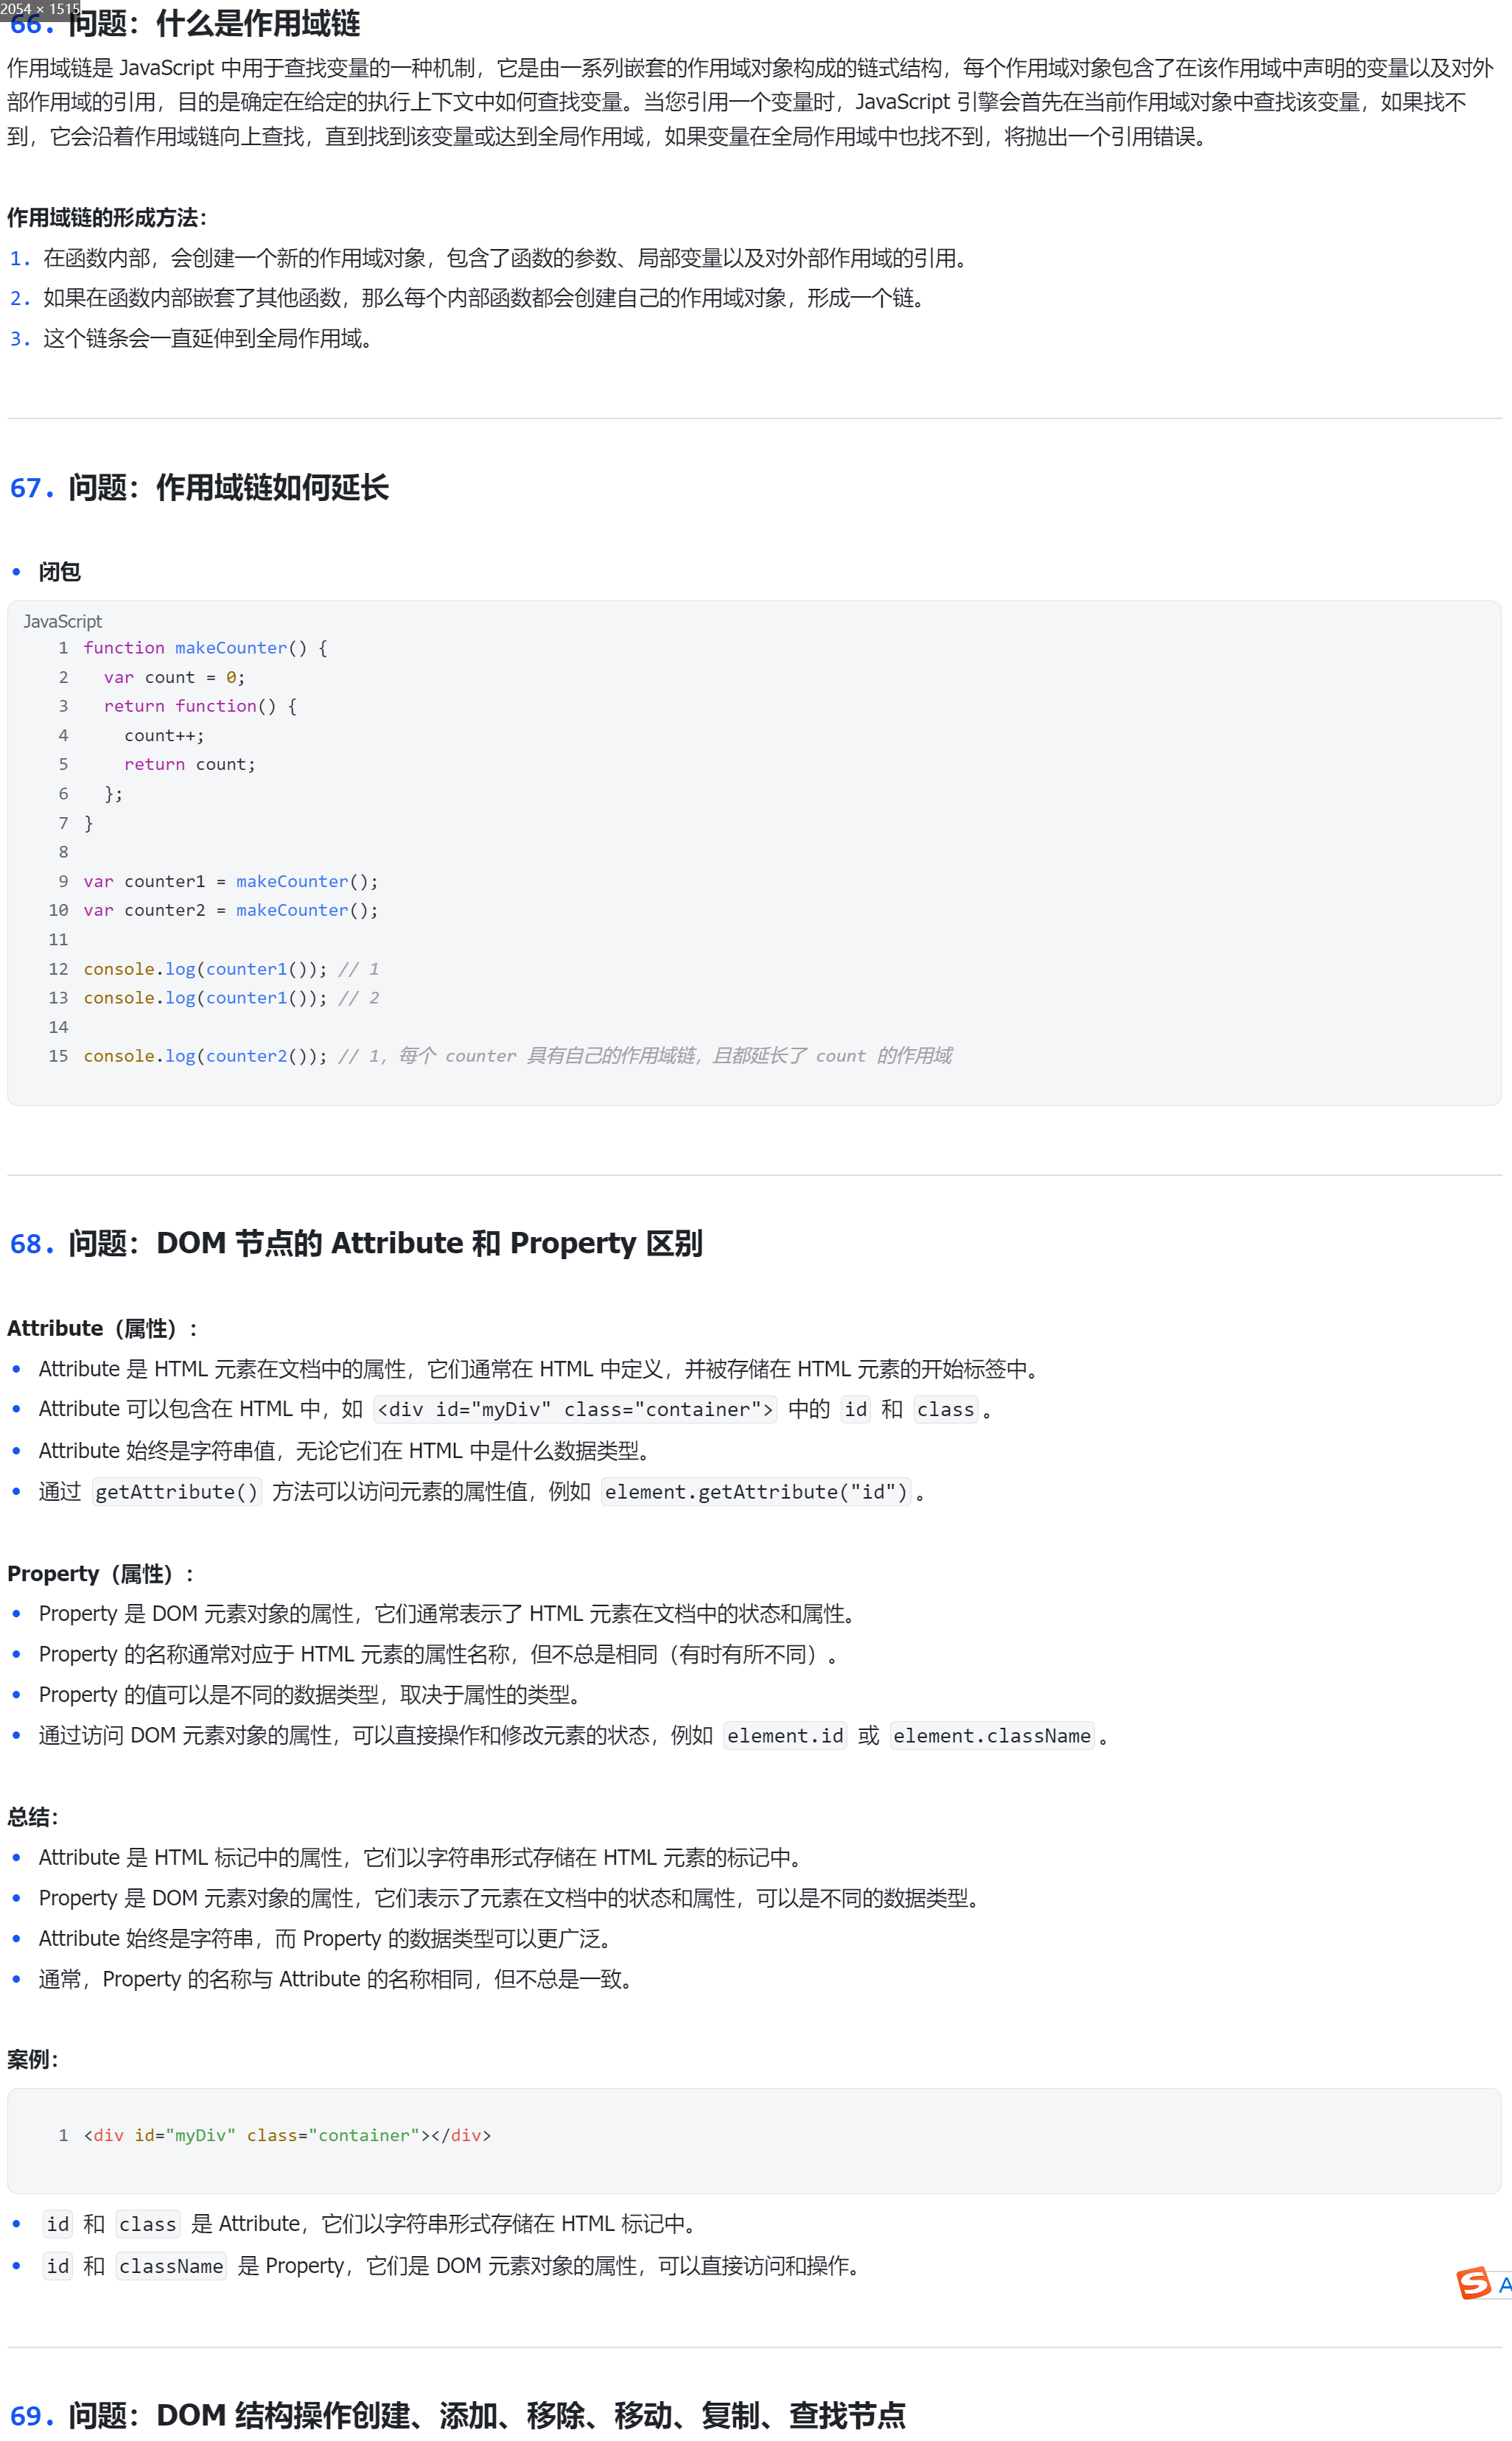 2054 × 1515
66. 问题：什么是作用域链
作用域链是 JavaScript 中用于查找变量的一种机制，它是由一系列嵌套的作用域对象构成的链式结构，每个作用域对象包含了在该作用域中声明的变量以及对外
部作用域的引用，目的是确定在给定的执行上下文中如何查找变量。当您引用一个变量时，JavaScript 引擎会首先在当前作用域对象中查找该变量，如果找不
到，它会沿着作用域链向上查找，直到找到该变量或达到全局作用域，如果变量在全局作用域中也找不到，将抛出一个引用错误。
作用域链的形成方法：
1. 在函数内部，会创建一个新的作用域对象，包含了函数的参数、局部变量以及对外部作用域的引用。
2. 如果在函数内部嵌套了其他函数，那么每个内部函数都会创建自己的作用域对象，形成一个链。
3. 这个链条会一直延伸到全局作用域。
67. 问题：作用域链如何延长
• 闭包
JavaScript
1 function makeCounter() {
2   var count = 0;
3   return function() {
4     count++;
5     return count;
6   };
7 }
8
9 var counter1 = makeCounter();
10 var counter2 = makeCounter();
11
12 console.log(counter1()); // 1
13 console.log(counter1()); // 2
14
15 console.log(counter2()); // 1, 每个 counter 具有自己的作用域链，且都延长了 count 的作用域
68. 问题：DOM 节点的 Attribute 和 Property 区别
Attribute（属性）：
• Attribute 是 HTML 元素在文档中的属性，它们通常在 HTML 中定义，并被存储在 HTML 元素的开始标签中。
• Attribute 可以包含在 HTML 中，如 <div id="myDiv" class="container"> 中的 id 和 class 。
• Attribute 始终是字符串值，无论它们在 HTML 中是什么数据类型。
• 通过 getAttribute() 方法可以访问元素的属性值，例如 element.getAttribute("id") 。
Property（属性）：
• Property 是 DOM 元素对象的属性，它们通常表示了 HTML 元素在文档中的状态和属性。
• Property 的名称通常对应于 HTML 元素的属性名称，但不总是相同（有时有所不同）。
• Property 的值可以是不同的数据类型，取决于属性的类型。
• 通过访问 DOM 元素对象的属性，可以直接操作和修改元素的状态，例如 element.id 或 element.className 。
总结：
• Attribute 是 HTML 标记中的属性，它们以字符串形式存储在 HTML 元素的标记中。
• Property 是 DOM 元素对象的属性，它们表示了元素在文档中的状态和属性，可以是不同的数据类型。
• Attribute 始终是字符串，而 Property 的数据类型可以更广泛。
• 通常，Property 的名称与 Attribute 的名称相同，但不总是一致。
案例：
1 <div id="myDiv" class="container"></div>
• id 和 class 是 Attribute，它们以字符串形式存储在 HTML 标记中。
• id 和 className 是 Property，它们是 DOM 元素对象的属性，可以直接访问和操作。
S A
69. 问题：DOM 结构操作创建、添加、移除、移动、复制、查找节点